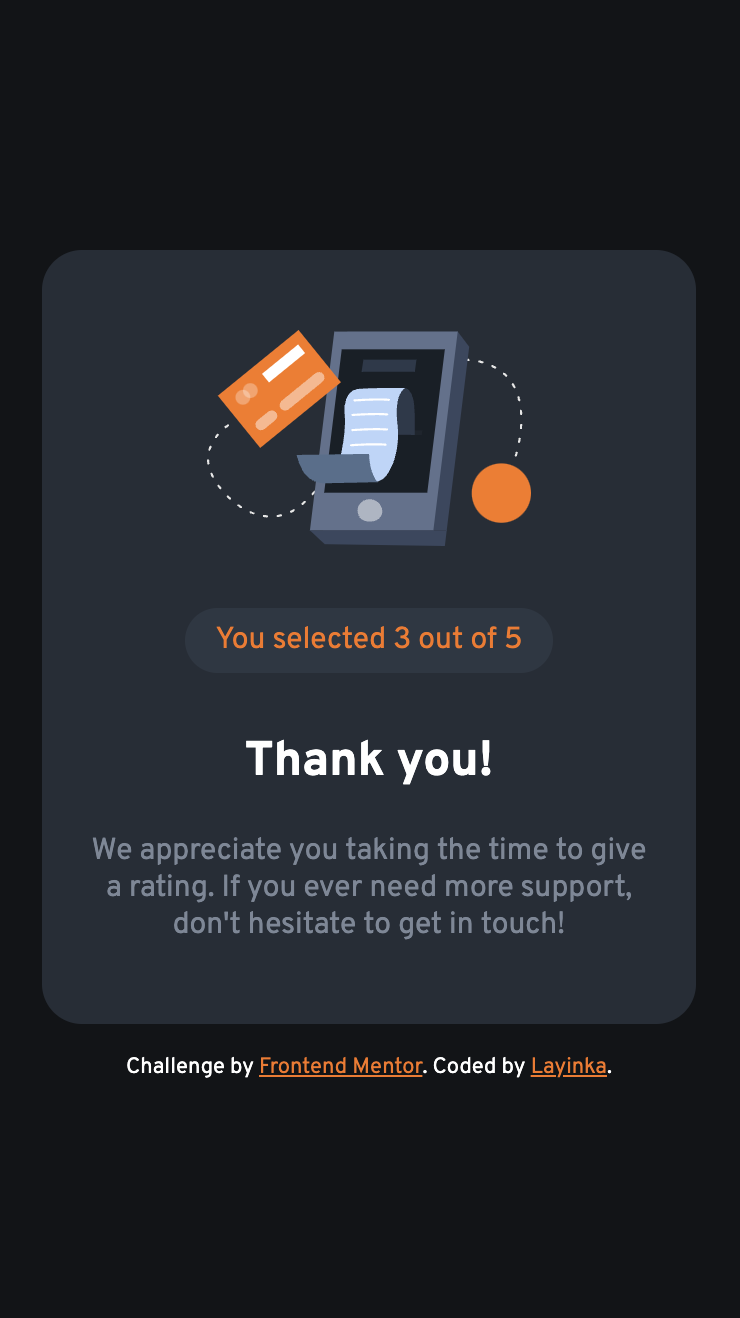 You selected 3 out of 5
Thank you!
We appreciate you taking the time to give
a rating. If you ever need more support,
don't hesitate to get in touch!
Challenge by Frontend Mentor. Coded by Layinka.